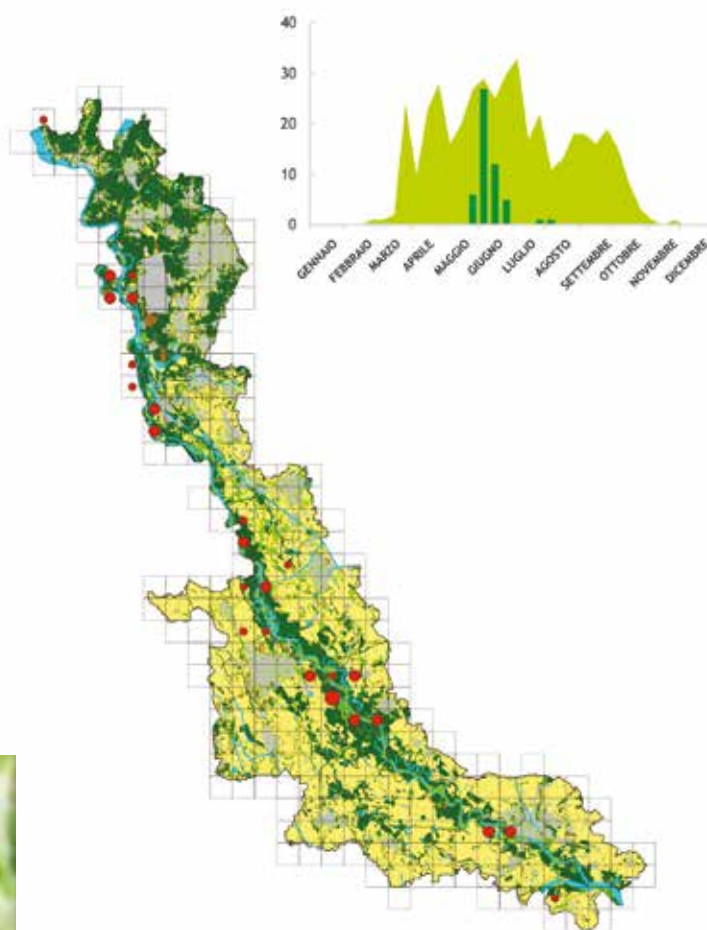 40
30
20
10
0
GENNAIO
FEBBRAIO
MARZO
APRILE
MAGGIO
GIUGNO
LUGLIO
AGOSTO
SETTEMBRE
OTTOBRE
NOVEMBRE
DICEMBRE